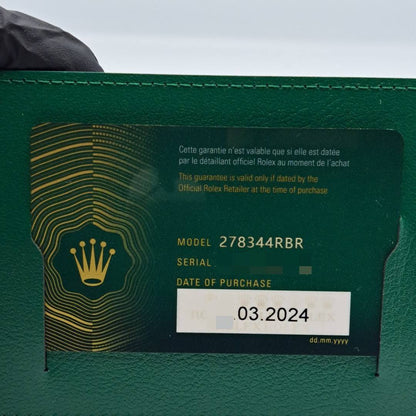 Cette garantie n'est valable que si elle est datée
par le détaillant officiel Rolex au moment de l'achat
This guarantee is valid only if dated by the
Official Rolex Retailer at the time of purchase
MODEL 278344RBR
SERIAL
DATE OF PURCHASE
.03.2024
dd.mm.yyyy